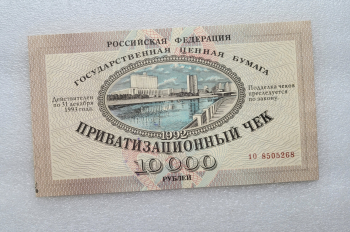 РОССИЙСКАЯ ФЕДЕРАЦИЯ
ГОСУДАРСТВЕННАЯ ЦЕННАЯ БУМАГА
Действителен
по 31 декабря
1993 года.
Подделка чеков
преследуется
по закону.
1992
ПРИВАТИЗАЦИОННЫЙ ЧЕК
10 000
РУБЛЕЙ
10 8505268